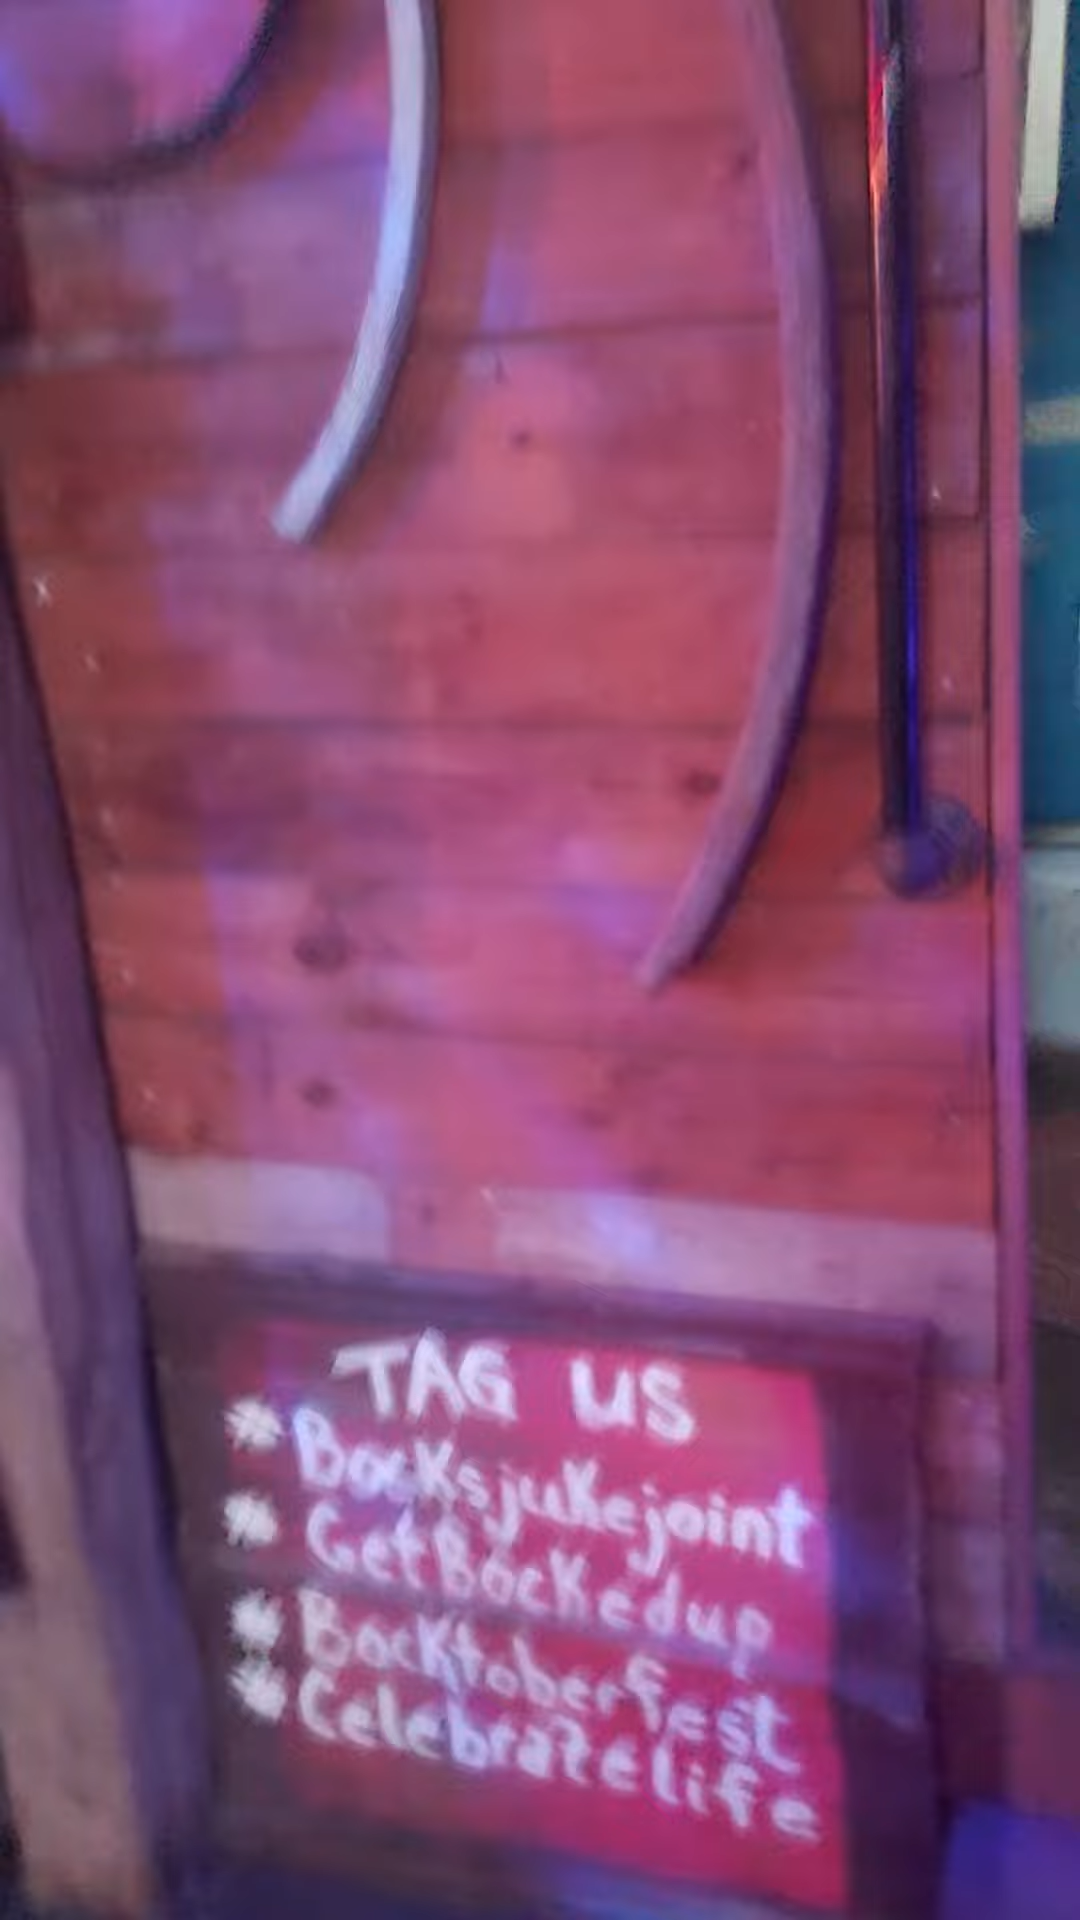 TAG US
# Bocksjukejoint
# GetBockedup
# Bocktoberfest
# Celebratelife